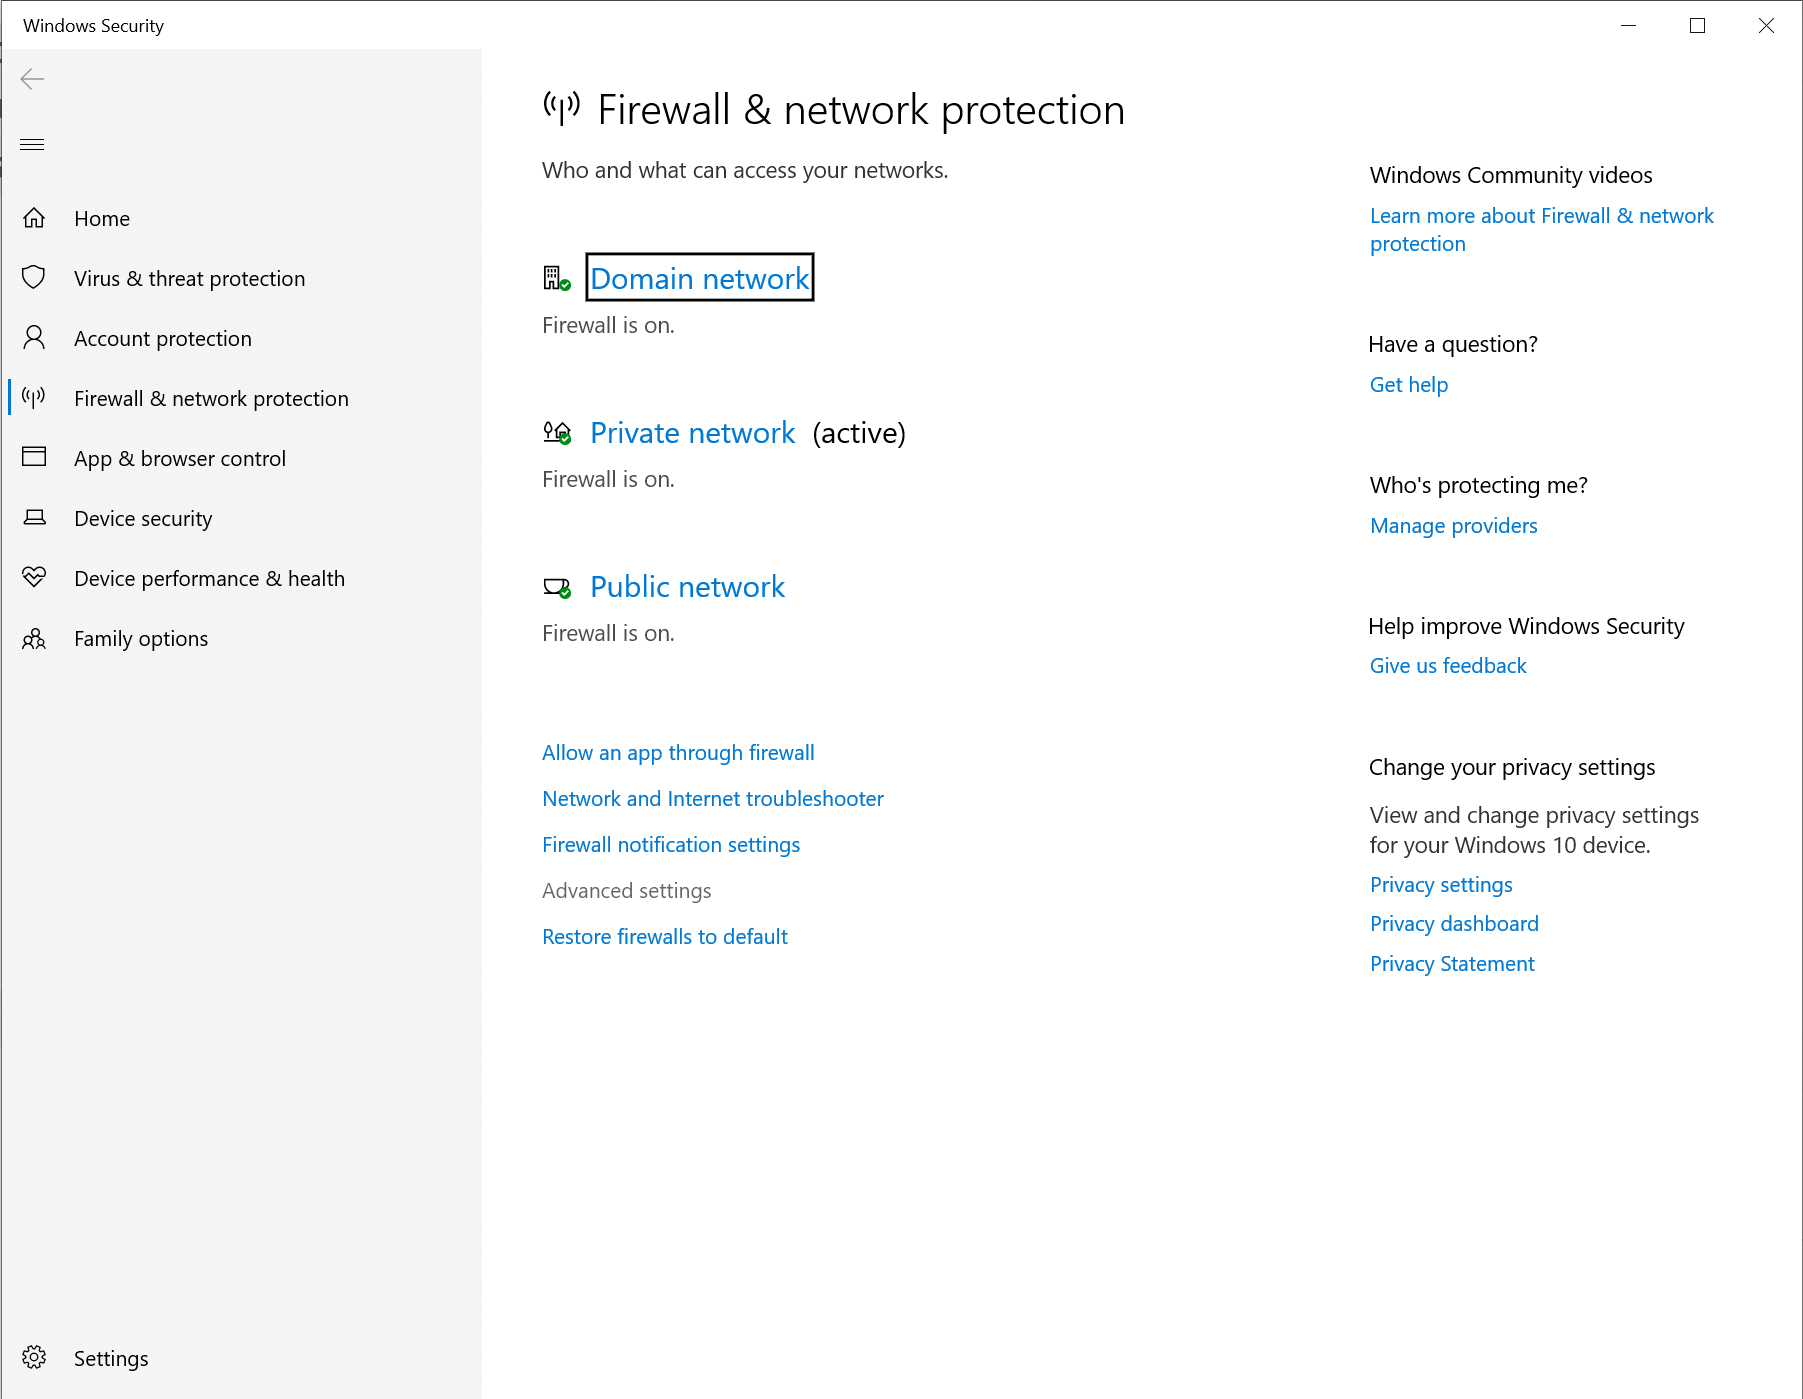 Windows Security
Home
Virus & threat protection
Account protection
Firewall & network protection
App & browser control
Device security
Device performance & health
Family options
Settings
Firewall & network protection
Who and what can access your networks.
Domain network
Firewall is on.
Private network (active)
Firewall is on.
Public network
Firewall is on.
Allow an app through firewall
Network and Internet troubleshooter
Firewall notification settings
Advanced settings
Restore firewalls to default
Windows Community videos
Learn more about Firewall & network
protection
Have a question?
Get help
Who's protecting me?
Manage providers
Help improve Windows Security
Give us feedback
Change your privacy settings
View and change privacy settings
for your Windows 10 device.
Privacy settings
Privacy dashboard
Privacy Statement